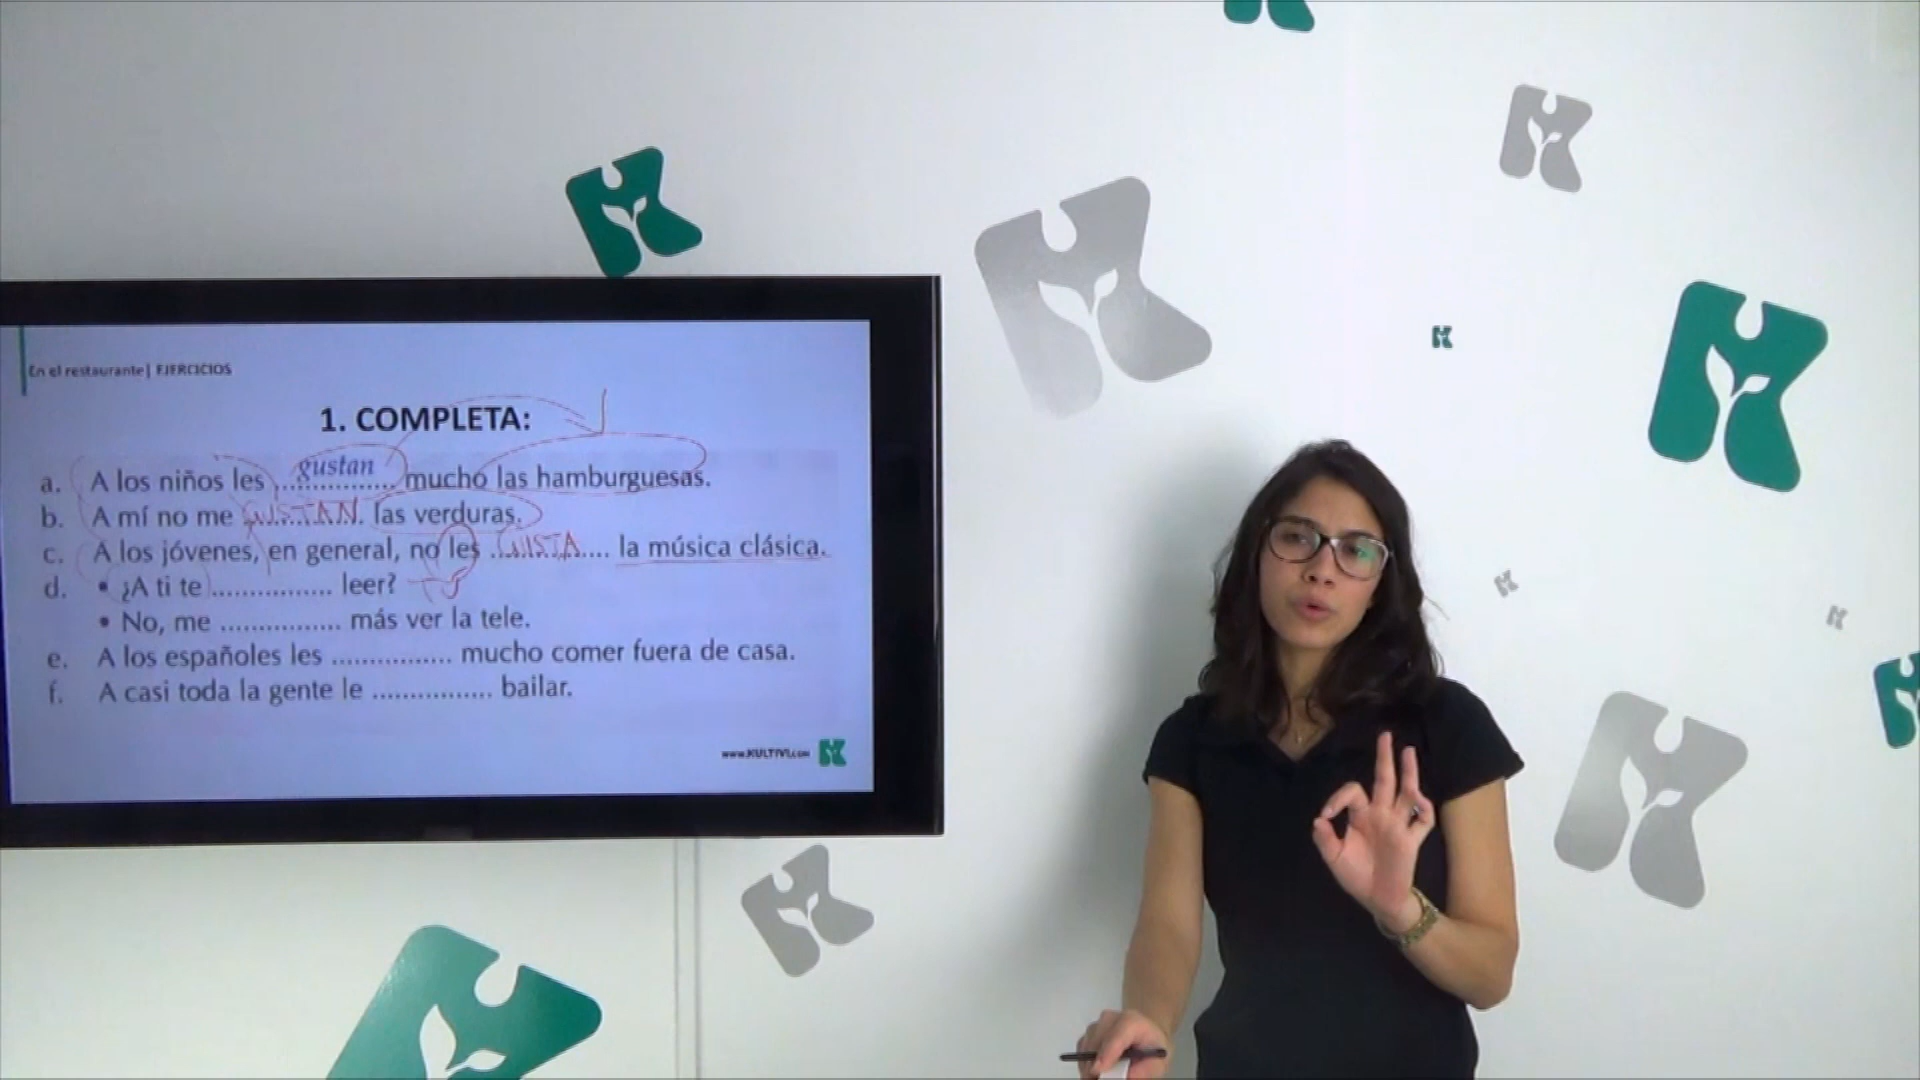 En el restaurante| EJERCICIOS
1. COMPLETA:
a. A los niños les ....gustan.... mucho las hamburguesas.
b. A mí no me GUSTAN. las verduras.
c. A los jóvenes, en general, no les ....GUSTA.... la música clásica.
d. • ¿A ti te ................ leer?
• No, me ................ más ver la tele.
e. A los españoles les ................ mucho comer fuera de casa.
f. A casi toda la gente le ................ bailar.
www.KULTIVI.COM